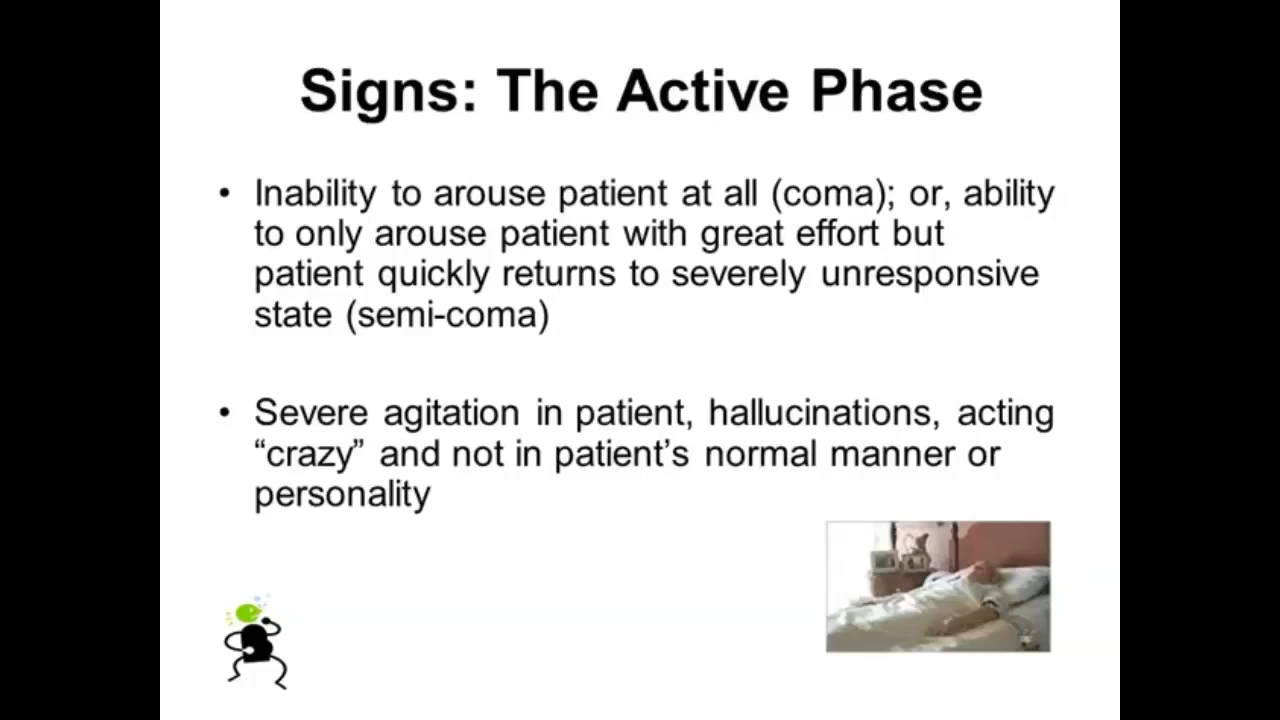 Signs: The Active Phase
• Inability to arouse patient at all (coma); or, ability
to only arouse patient with great effort but
patient quickly returns to severely unresponsive
state (semi-coma)
• Severe agitation in patient, hallucinations, acting
“crazy” and not in patient’s normal manner or
personality